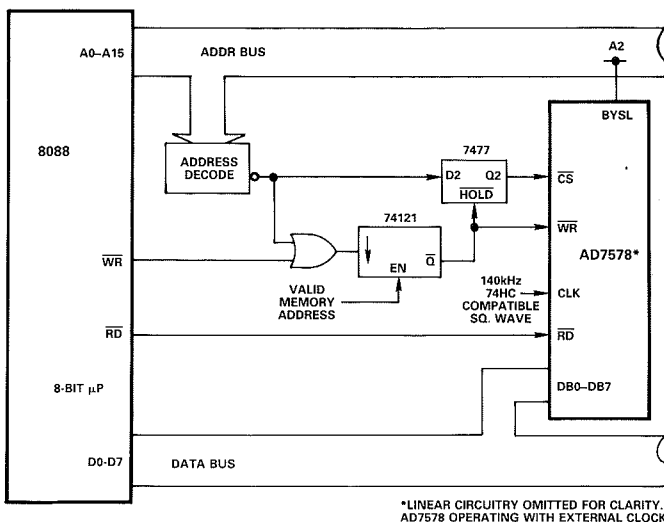 A0–A15
ADDR BUS
A2
BYSL
8088
ADDRESS
DECODE
7477
D2 Q2
HOLD
CS
74121
WR
EN
Q
WR
AD7578*
VALID
MEMORY
ADDRESS
140kHz
74HC
COMPATIBLE
SQ. WAVE
CLK
RD
RD
8-BIT μP
DB0–DB7
D0-D7
DATA BUS
*LINEAR CIRCUITRY OMITTED FOR CLARITY.
AD7578 OPERATING WITH EXTERNAL CLOCK